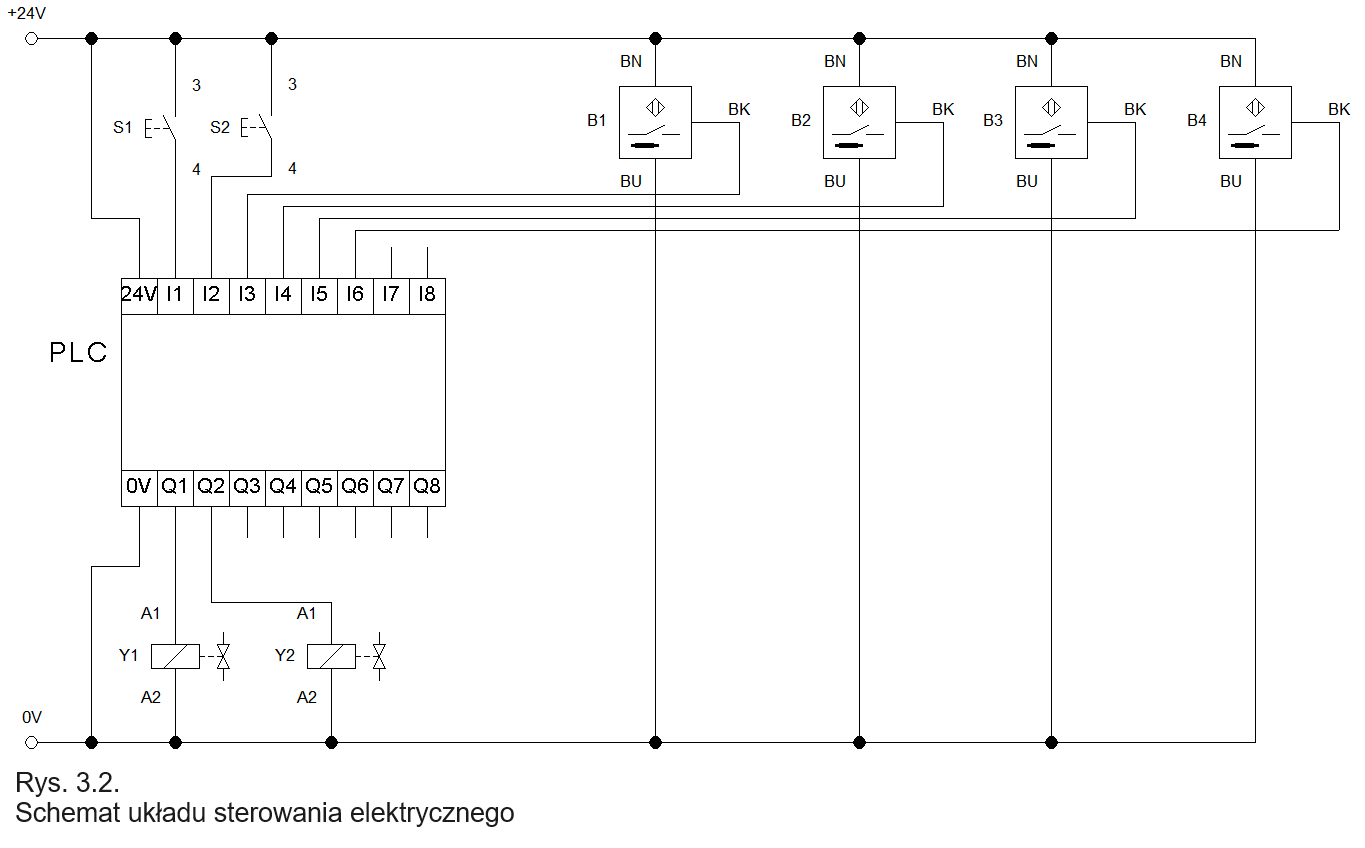 +24V
BN BN BN BN
3 3
S1 S2
B1 BK B2 BK B3 BK B4 BK
4 4
BU BU BU BU
24V I1 I2 I3 I4 I5 I6 I7 I8
PLC
0V Q1 Q2 Q3 Q4 Q5 Q6 Q7 Q8
A1 A1
Y1 Y2
A2 A2
0V
Rys. 3.2.
Schemat układu sterowania elektrycznego